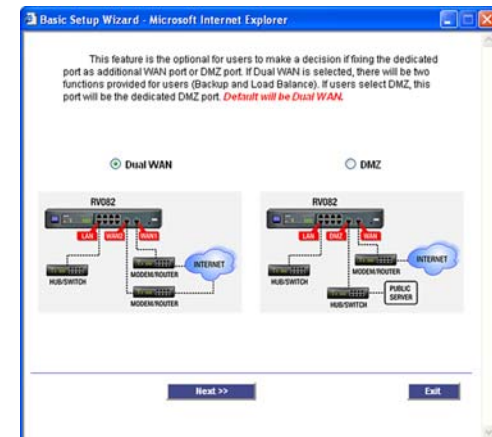 Basic Setup Wizard - Microsoft Internet Explorer
This feature is the optional for users to make a decision if fixing the dedicated
port as additional WAN port or DMZ port. If Dual WAN is selected, there will be two
functions provided for users (Backup and Load Balance). If users select DMZ, this
port will be the dedicated DMZ port. Default will be Dual WAN.
Dual WAN
DMZ
RV082
LAN WAN2 WAN1
INTERNET
MODEM/ROUTER
HUB/SWITCH
MODEM/ROUTER
RV082
LAN DMZ WAN
INTERNET
MODEM/ROUTER
HUB/SWITCH
PUBLIC
SERVER
HUB/SWITCH
Next >>
Exit